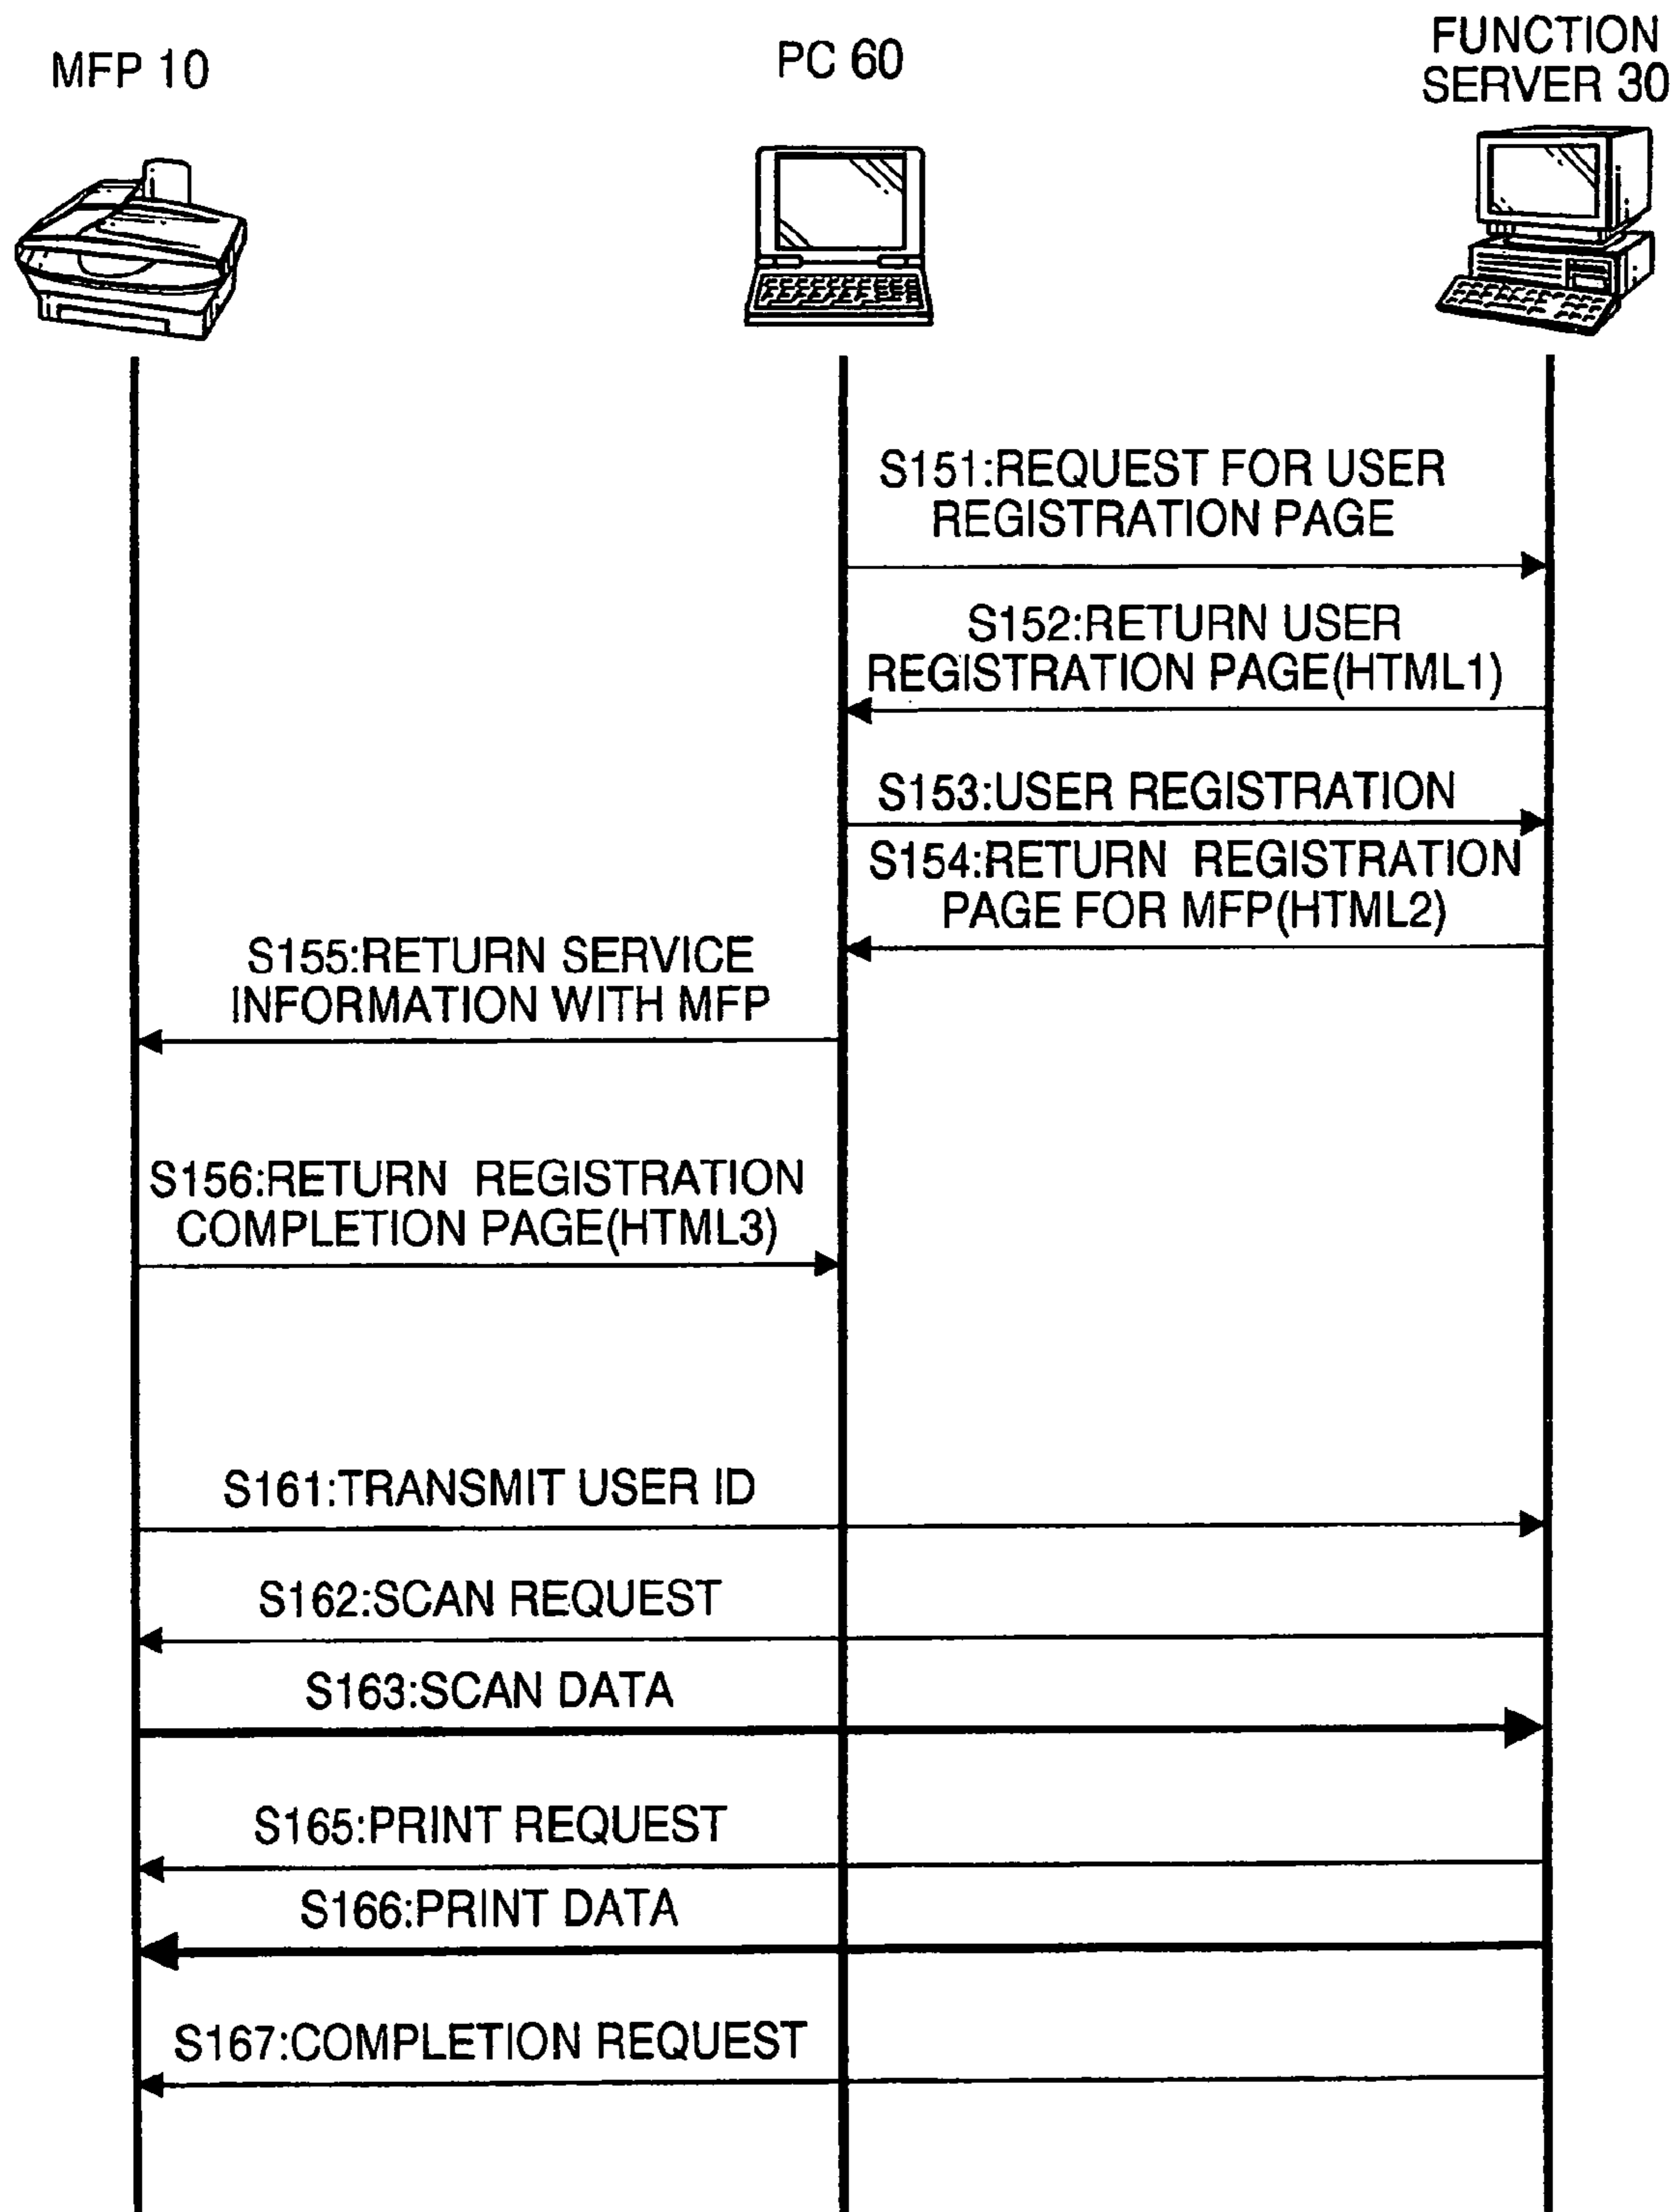 MFP 10
PC 60
FUNCTION
SERVER 30
S151:REQUEST FOR USER
REGISTRATION PAGE
S152:RETURN USER
REGISTRATION PAGE(HTML1)
S153:USER REGISTRATION
S154:RETURN REGISTRATION
PAGE FOR MFP(HTML2)
S155:RETURN SERVICE
INFORMATION WITH MFP
S156:RETURN REGISTRATION
COMPLETION PAGE(HTML3)
S161:TRANSMIT USER ID
S162:SCAN REQUEST
S163:SCAN DATA
S165:PRINT REQUEST
S166:PRINT DATA
S167:COMPLETION REQUEST